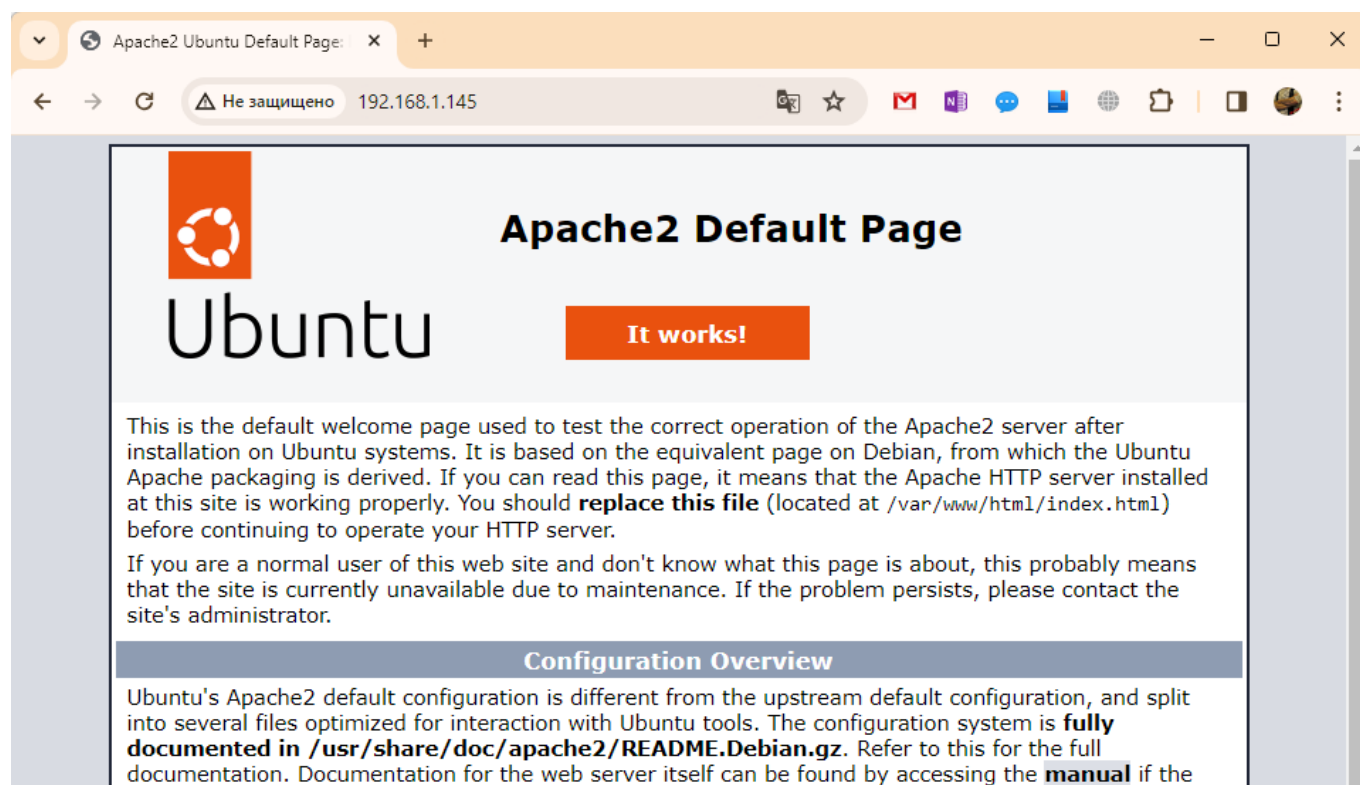 Apache2 Ubuntu Default Page:
Не защищено 192.168.1.145
Apache2 Default Page
Ubuntu
It works!
This is the default welcome page used to test the correct operation of the Apache2 server after
installation on Ubuntu systems. It is based on the equivalent page on Debian, from which the Ubuntu
Apache packaging is derived. If you can read this page, it means that the Apache HTTP server installed
at this site is working properly. You should replace this file (located at /var/www/html/index.html)
before continuing to operate your HTTP server.
If you are a normal user of this web site and don't know what this page is about, this probably means
that the site is currently unavailable due to maintenance. If the problem persists, please contact the
site's administrator.
Configuration Overview
Ubuntu's Apache2 default configuration is different from the upstream default configuration, and split
into several files optimized for interaction with Ubuntu tools. The configuration system is fully
documented in /usr/share/doc/apache2/README.Debian.gz. Refer to this for the full
documentation. Documentation for the web server itself can be found by accessing the manual if the